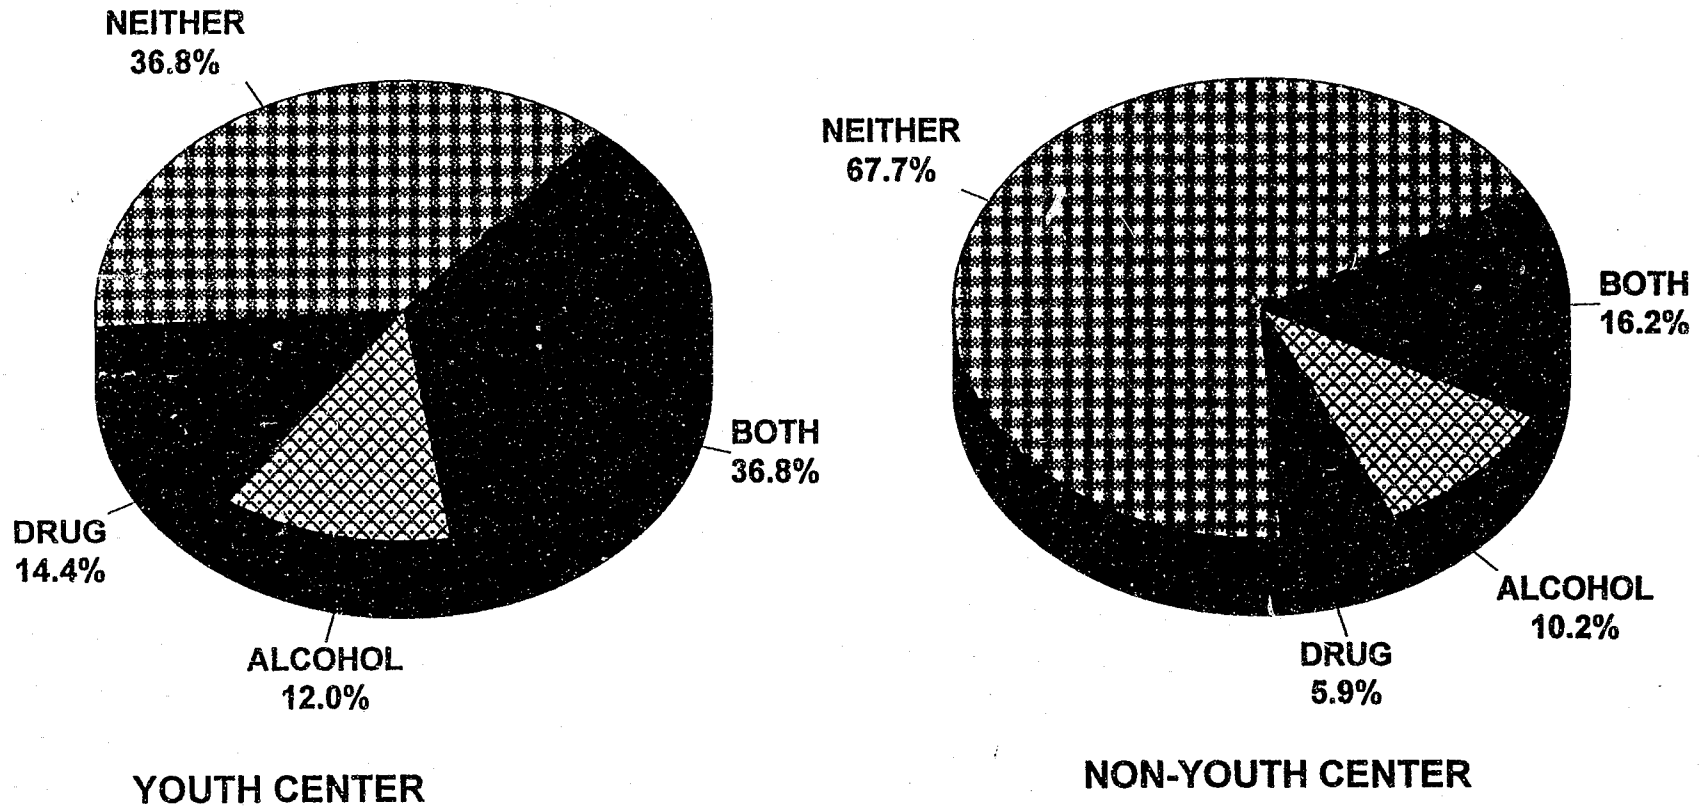 NEITHER
36.8%
BOTH
36.8%
DRUG
14.4%
ALCOHOL
12.0%
YOUTH CENTER
NEITHER
67.7%
BOTH
16.2%
ALCOHOL
10.2%
DRUG
5.9%
NON-YOUTH CENTER